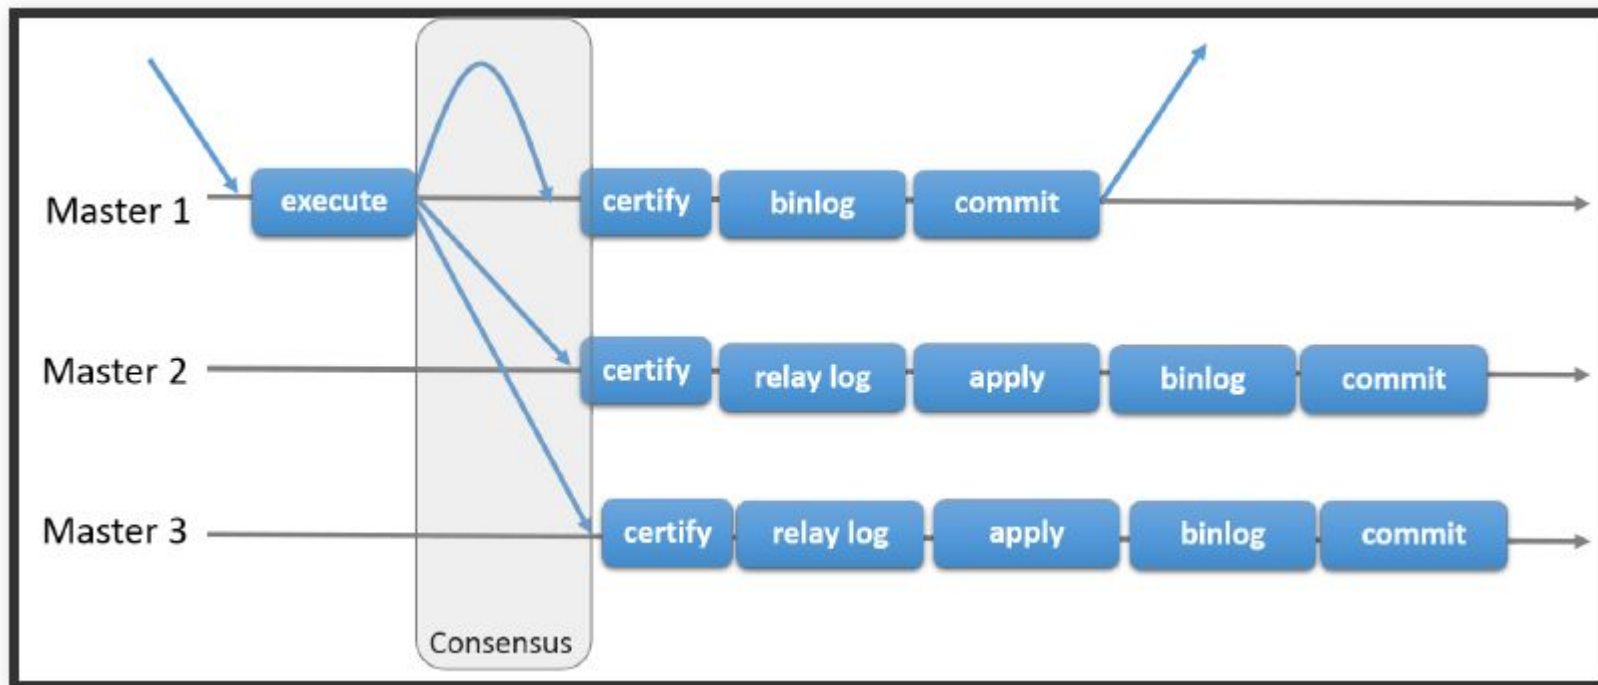 Master 1 execute certify binlog commit
Master 2 certify relay log apply binlog commit
Master 3 certify relay log apply binlog commit
Consensus